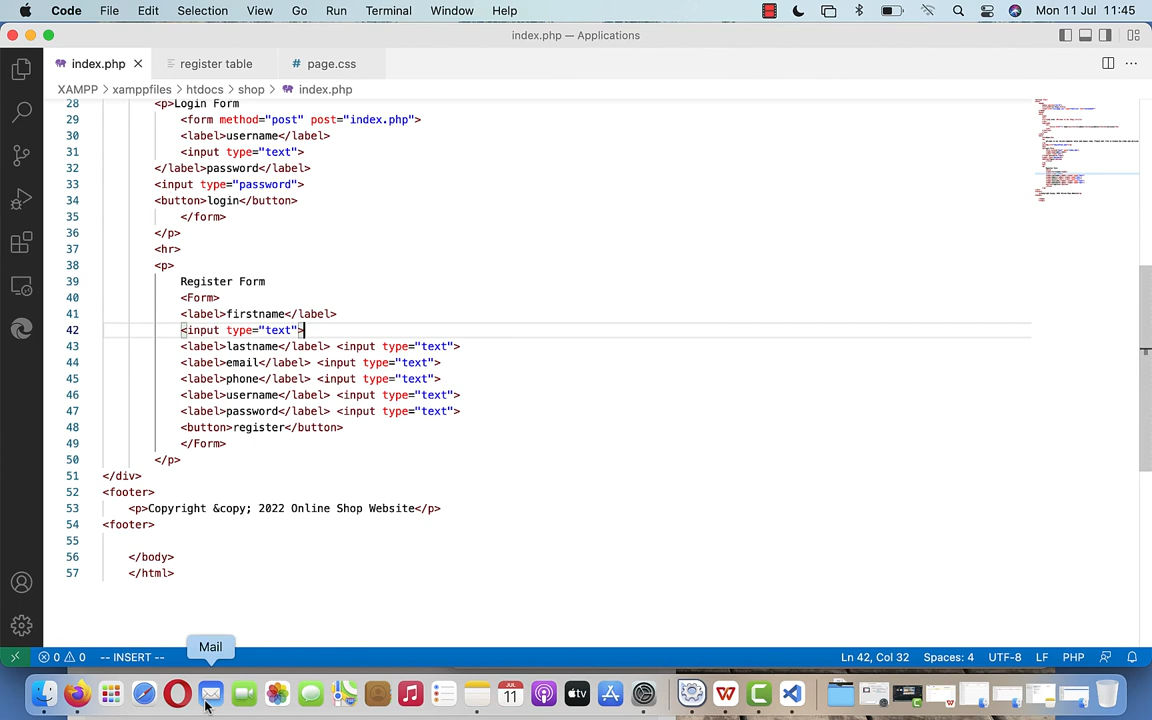 Code File Edit Selection View Go Run Terminal Window Help Mon 11 Jul 11:45
index.php — Applications
index.php register table # page.css
XAMPP > xamppfiles > htdocs > shop > index.php
28 <p>Login Form
29 <form method="post" post="index.php">
30 <label>username</label>
31 <input type="text">
32 </label>password</label>
33 <input type="password">
34 <button>login</button>
35 </form>
36 </p>
37 <hr>
38 <p>
39 Register Form
40 <Form>
41 <label>firstname</label>
42 <input type="text">
43 <label>lastname</label> <input type="text">
44 <label>email</label> <input type="text">
45 <label>phone</label> <input type="text">
46 <label>username</label> <input type="text">
47 <label>password</label> <input type="text">
48 <button>register</button>
49 </Form>
50 </p>
51 </div>
52 <footer>
53 <p>Copyright &copy; 2022 Online Shop Website</p>
54 <footer>
55
56 </body>
57 </html>
Mail
0 0 -- INSERT -- Ln 42, Col 32 Spaces: 4 UTF-8 LF PHP
JUL
11
tv